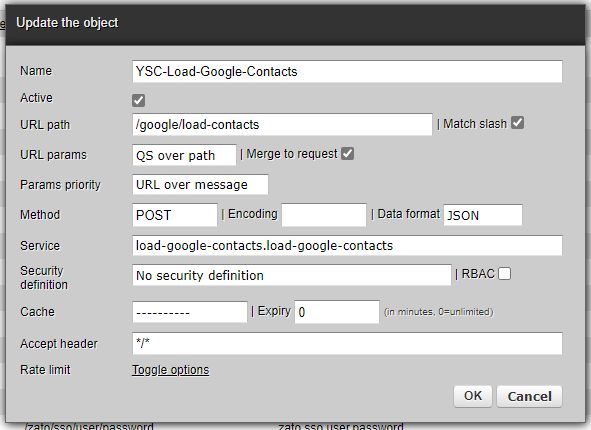 Update the object
Name YSC-Load-Google-Contacts
Active
URL path /google/load-contacts | Match slash
URL params QS over path | Merge to request
Params priority URL over message
Method POST | Encoding | Data format JSON
Service load-google-contacts.load-google-contacts
Security definition No security definition | RBAC
Cache ---------- | Expiry 0 (in minutes, 0=unlimited)
Accept header */*
Rate limit Toggle options
OK Cancel
/zato/sso/user/password zato.sso.user.password